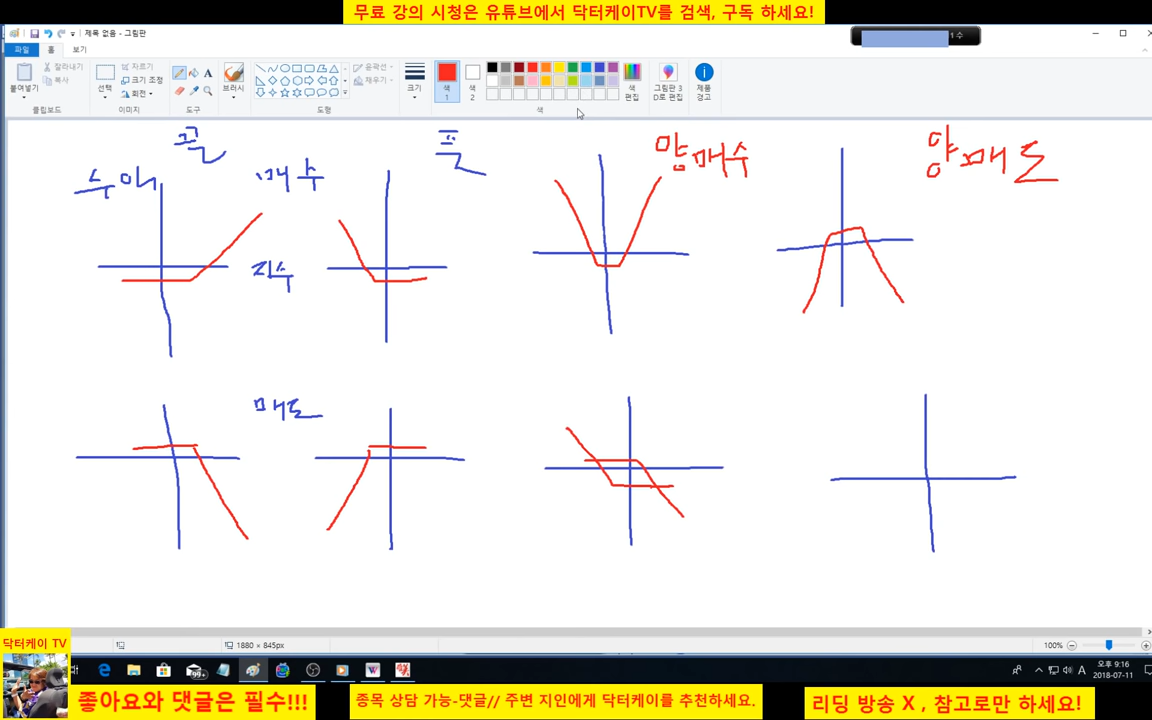 무료 강의 시청은 유튜브에서 닥터케이TV를 검색, 구독 하세요!
제목 없음 - 그림판
1 수
파일
홈
보기
붙여넣기
잘라내기
복사
클립보드
선택
자르기
크기 조정
회전
이미지
A
도구
브러시
윤곽선
채우기
도형
크기
색
1
색
2
색
편집
색
그림판 3
D로 편집
제품
경고
콜
풋
양매수
양매도
수익
매수
지수
매도
1880 × 845px
100%
닥터케이 TV
99+
A
오후 9:16
2018-07-11
좋아요와 댓글은 필수!!!
종목 상담 가능-댓글// 주변 지인에게 닥터케이를 추천하세요.
리딩 방송 X , 참고로만 하세요!